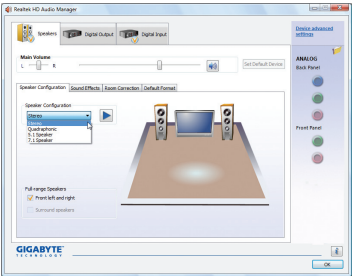 Realtek HD Audio Manager
Speakers
Digital Output
Digital Input
Device advanced settings
Main Volume
L
R
Set Default Device
ANALOG
Back Panel
Speaker Configuration
Sound Effects
Room Correction
Default Format
Speaker Configuration
Stereo
Stereo
Quadraphonic
5.1 Speaker
7.1 Speaker
Front Panel
Full-range Speakers
Front left and right
Surround speakers
GIGABYTE
TECHNOLOGY
OK